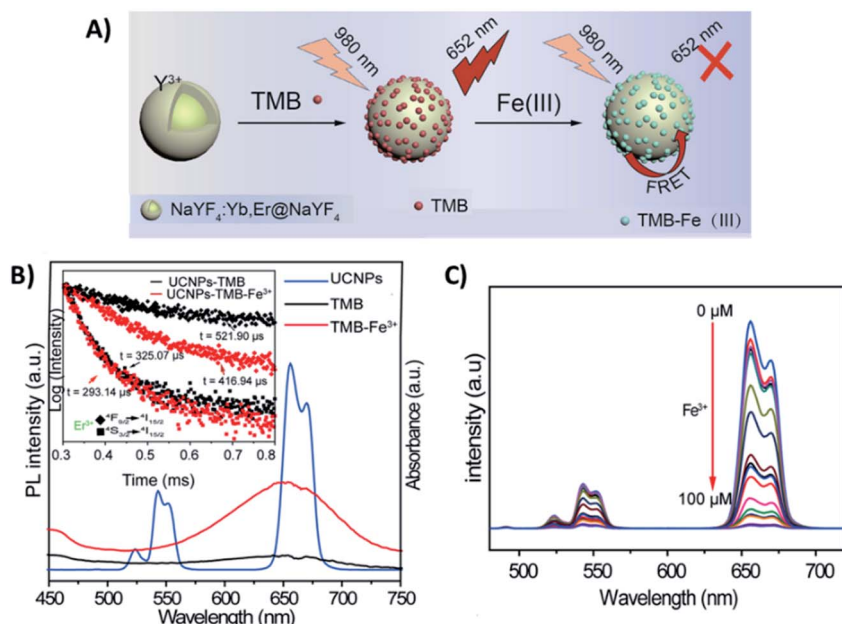 A)
Y³⁺
980 nm
652 nm
980 nm
652 nm
TMB
Fe(III)
FRET
NaYF₄:Yb,Er@NaYF₄
TMB
TMB-Fe (III)
B)
UCNPs-TMB
UCNPs-TMB-Fe³⁺
t = 521.90 μs
t = 325.07 μs
t = 416.94 μs
t = 293.14 μs
Er³⁺
⁴F₉/₂→⁴I₁₅/₂
⁴S₃/₂→⁴I₁₅/₂
Log (Intensity)
0.3 0.4 0.5 0.6 0.7 0.8
Time (ms)
UCNPs
TMB
TMB-Fe³⁺
PL intensity (a.u.)
Absorbance (a.u.)
450 500 550 600 650 700 750
Wavelength (nm)
C)
0 μM
Fe³⁺
100 μM
intensity (a.u.)
500 550 600 650 700
Wavelength (nm)